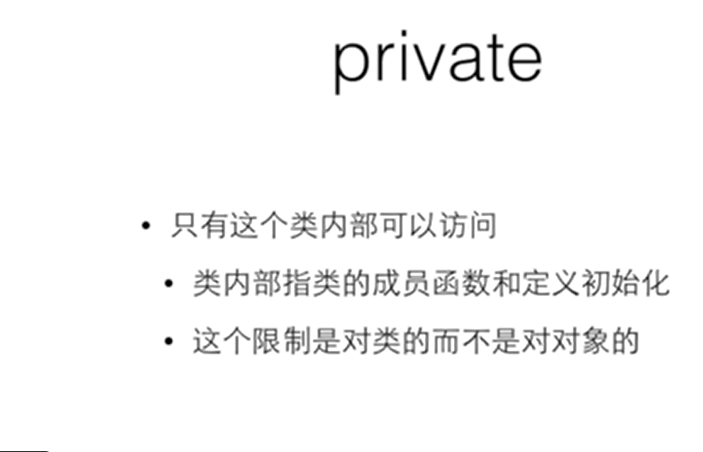 private
• 只有这个类内部可以访问
• 类内部指类的成员函数和定义初始化
• 这个限制是对类的而不是对对象的